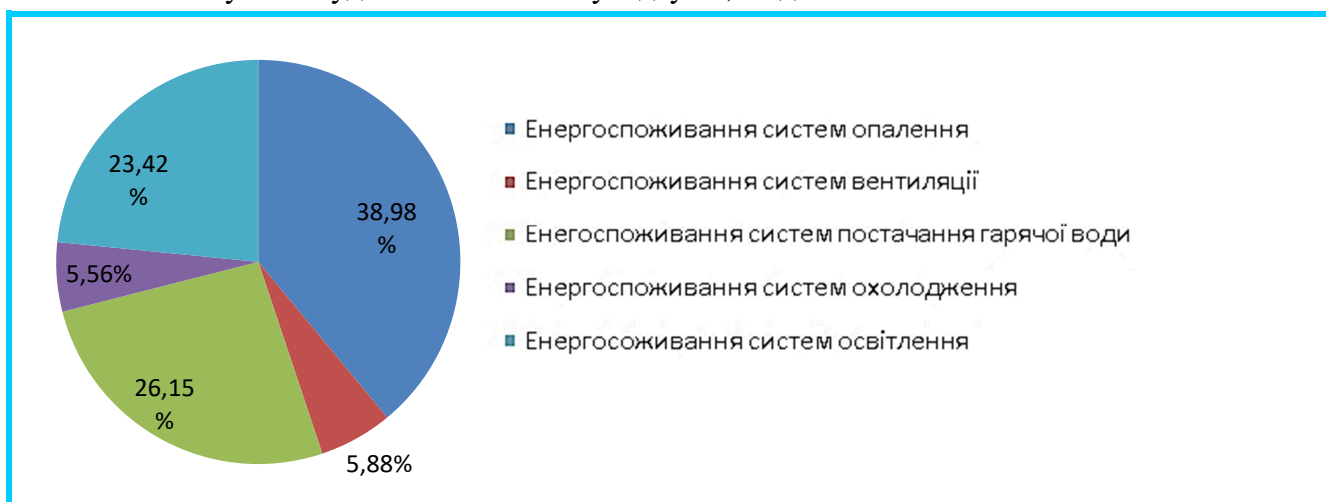 23,42
%
38,98
%
5,56%
26,15
%
5,88%
Енергоспоживання систем опалення
Енергоспоживання систем вентиляції
Енегоспоживання систем постачання гарячої води
Енергоспоживання систем охолодження
Енергосоживання систем освітлення